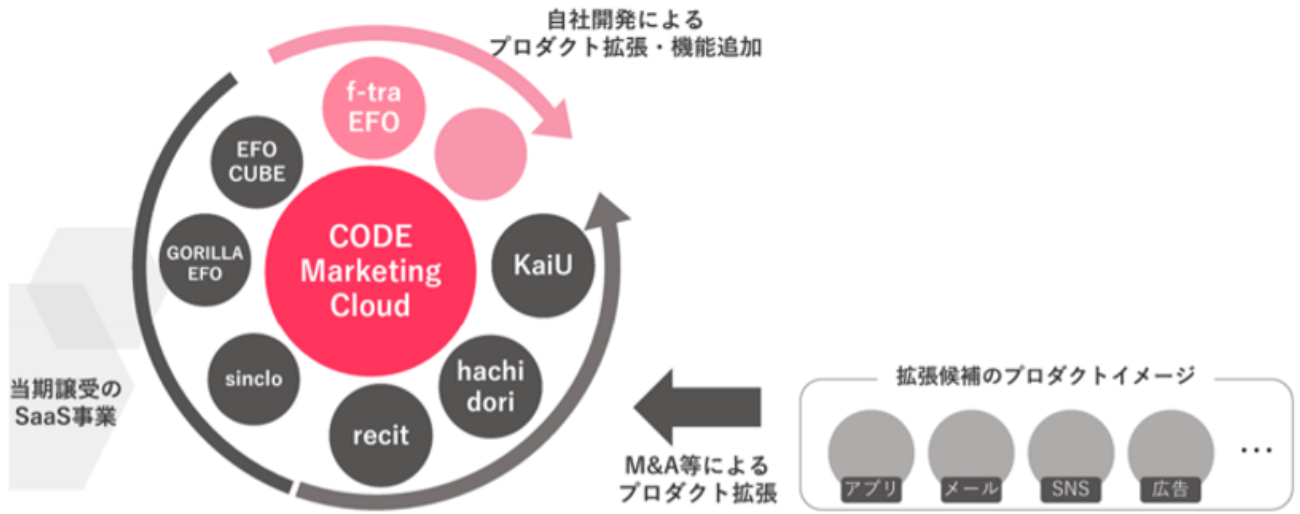 自社開発による
プロダクト拡張・機能追加
f-tra
EFO
EFO
CUBE
GORILLA
EFO
CODE
Marketing
Cloud
KaiU
sinclo
hachi
dori
recit
当期譲受の
SaaS事業
M&A等による
プロダクト拡張
拡張候補のプロダクトイメージ
アプリ
メール
SNS
広告
…